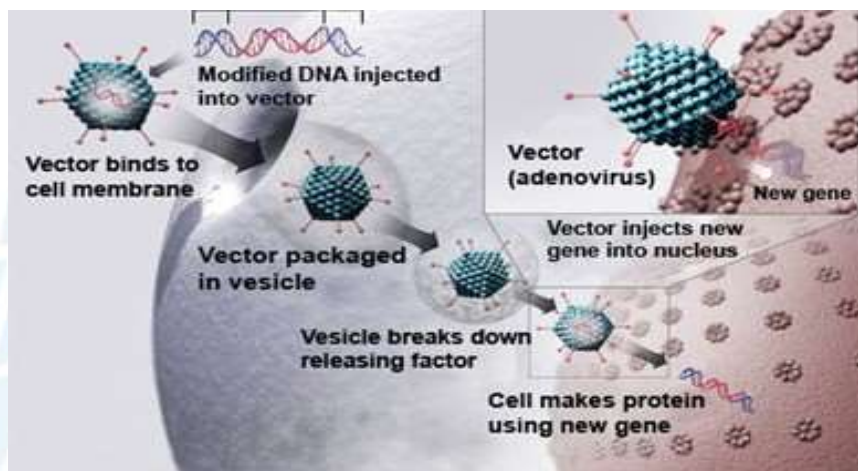 Modified DNA injected
into vector
Vector binds to
cell membrane
Vector packaged
in vesicle
Vesicle breaks down
releasing factor
Cell makes protein
using new gene
Vector
(adenovirus)
New gene
Vector injects new
gene into nucleus